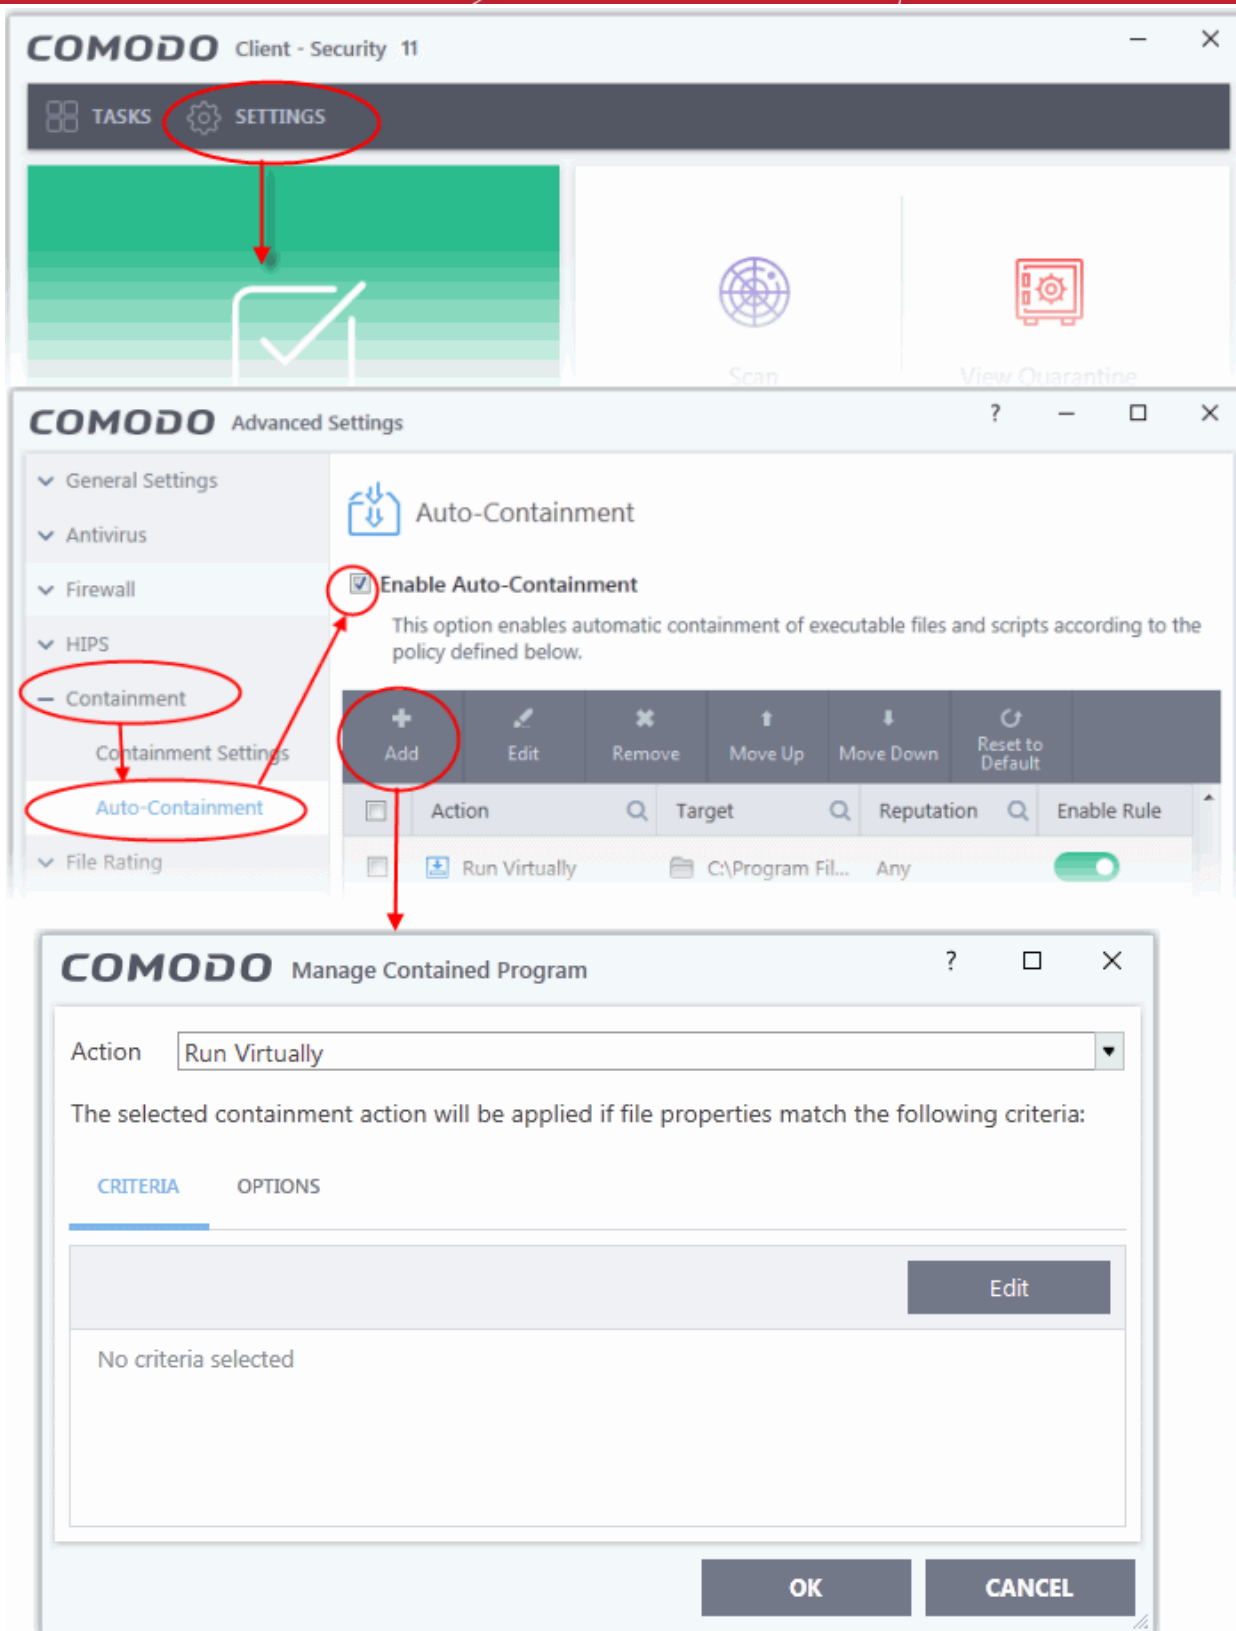 COMODO Client - Security 11
TASKS SETTINGS
Scan View Quarantine
COMODO Advanced Settings ?
General Settings
Antivirus
Firewall
HIPS
Containment
Containment Settings
Auto-Containment
File Rating
Auto-Containment
Enable Auto-Containment
This option enables automatic containment of executable files and scripts according to the
policy defined below.
Add Edit Remove Move Up Move Down Reset to
Default
Action Target Reputation Enable Rule
Run Virtually C:\Program Fil... Any
COMODO Manage Contained Program ?
Action Run Virtually
The selected containment action will be applied if file properties match the following criteria:
CRITERIA OPTIONS
Edit
No criteria selected
OK CANCEL